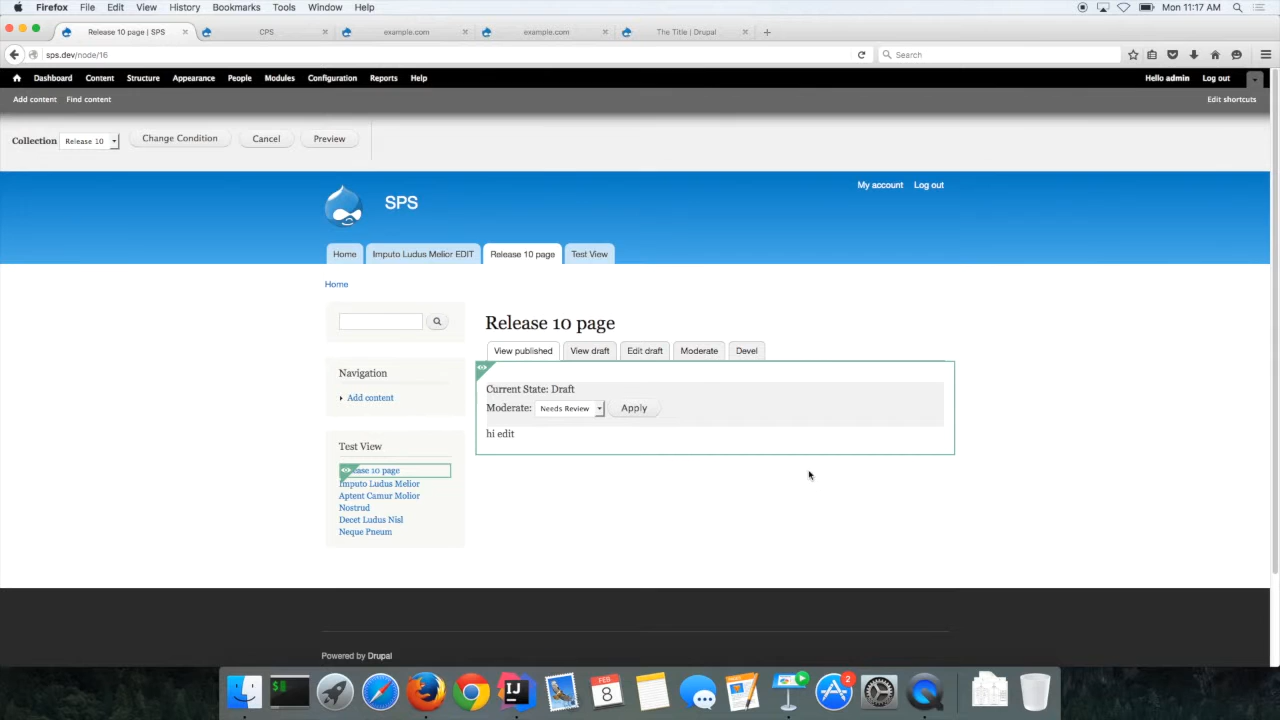 Firefox File Edit View History Bookmarks Tools Window Help Mon 11:17 AM
Release 10 page | SPS × CPS × example.com × example.com × The Title | Drupal × +
sps.dev/node/16 Search
Dashboard Content Structure Appearance People Modules Configuration Reports Help Hello admin Log out
Add content Find content Edit shortcuts
Collection Release 10 Change Condition Cancel Preview
My account Log out
SPS
Home Imputo Ludus Melior EDIT Release 10 page Test View
Home
Release 10 page
View published View draft Edit draft Moderate Devel
Navigation
Add content
Current State: Draft
Moderate: Needs Review Apply
hi edit
Test View
ease 10 page
Imputo Ludus Melior
Aptent Camur Molior
Nostrud
Decet Ludus Nisl
Neque Pneum
Powered by Drupal
FEB
8
2